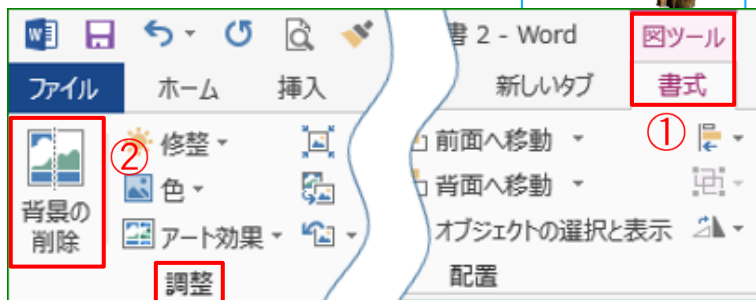 書 2 - Word
図ツール
ファイル
ホーム
挿入
新しいタブ
書式
①
②
修整
前面へ移動
色
背面へ移動
背景の
削除
アート効果
オブジェクトの選択と表示
調整
配置